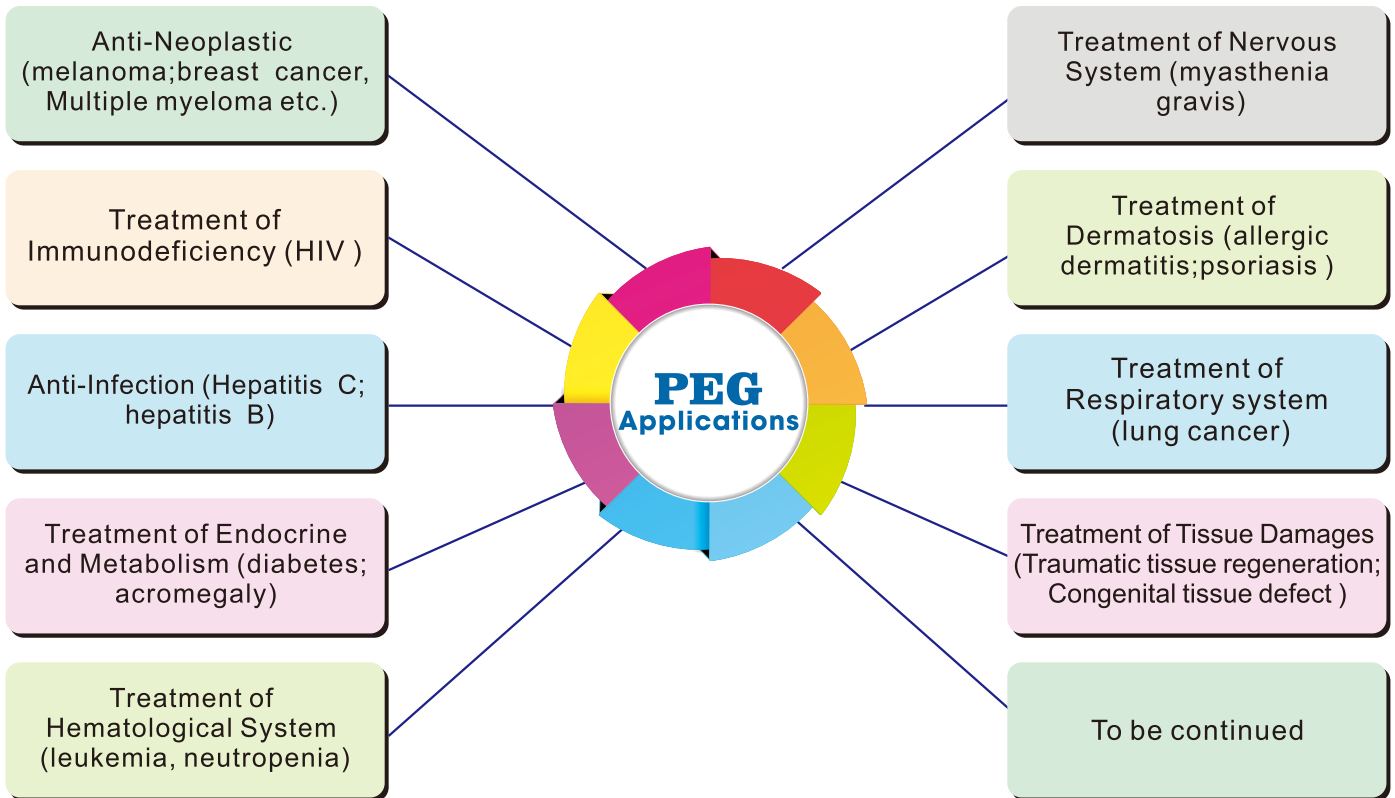 Anti-Neoplastic
(melanoma;breast cancer,
Multiple myeloma etc.)
Treatment of
Immunodeficiency (HIV )
Anti-Infection (Hepatitis C;
hepatitis B)
Treatment of Endocrine
and Metabolism (diabetes;
acromegaly)
Treatment of
Hematological System
(leukemia, neutropenia)
PEG
Applications
Treatment of Nervous
System (myasthenia
gravis)
Treatment of
Dermatosis (allergic
dermatitis;psoriasis )
Treatment of
Respiratory system
(lung cancer)
Treatment of Tissue Damages
(Traumatic tissue regeneration;
Congenital tissue defect )
To be continued